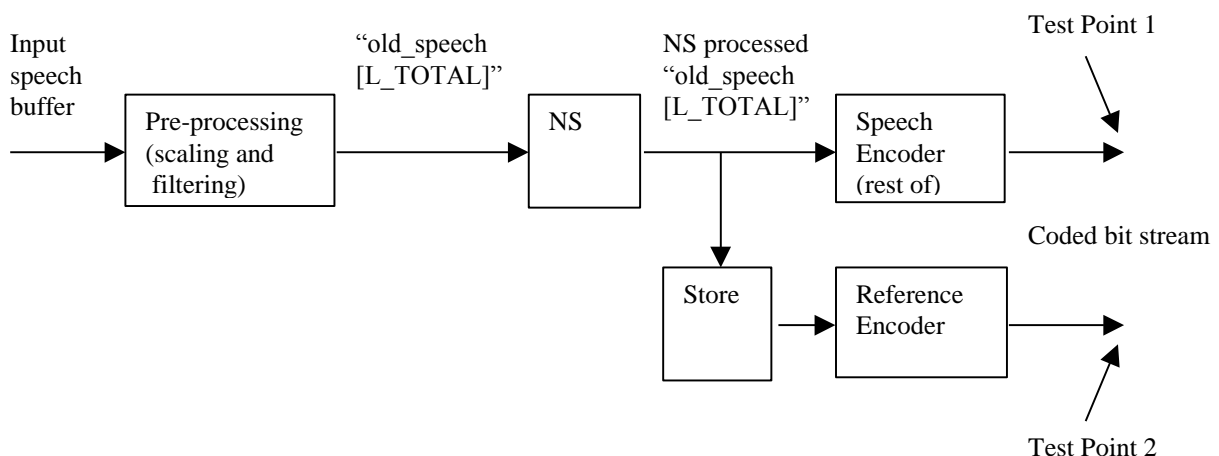 Test Point 1
Input
speech
buffer
“old_speech
[L_TOTAL]”
NS processed
“old_speech
[L_TOTAL]”
Pre-processing
(scaling and
filtering)
NS
Speech
Encoder
(rest of)
Coded bit stream
Store
Reference
Encoder
Test Point 2